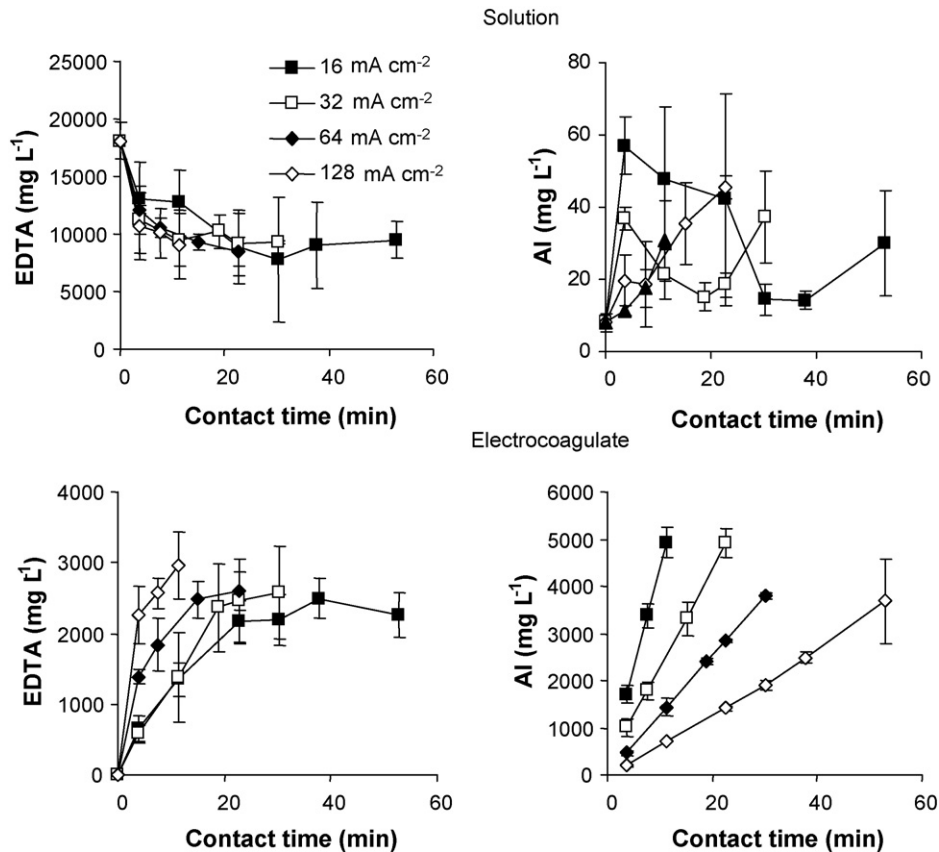 Solution
EDTA (mg L-1)
25000
20000
15000
10000
5000
0
0 20 40 60
Contact time (min)
16 mA cm-2
32 mA cm-2
64 mA cm-2
128 mA cm-2
Al (mg L-1)
80
60
40
20
0
0 20 40 60
Contact time (min)
Electrocoagulate
EDTA (mg L-1)
4000
3000
2000
1000
0
0 20 40 60
Contact time (min)
Al (mg L-1)
6000
5000
4000
3000
2000
1000
0
0 20 40 60
Contact time (min)